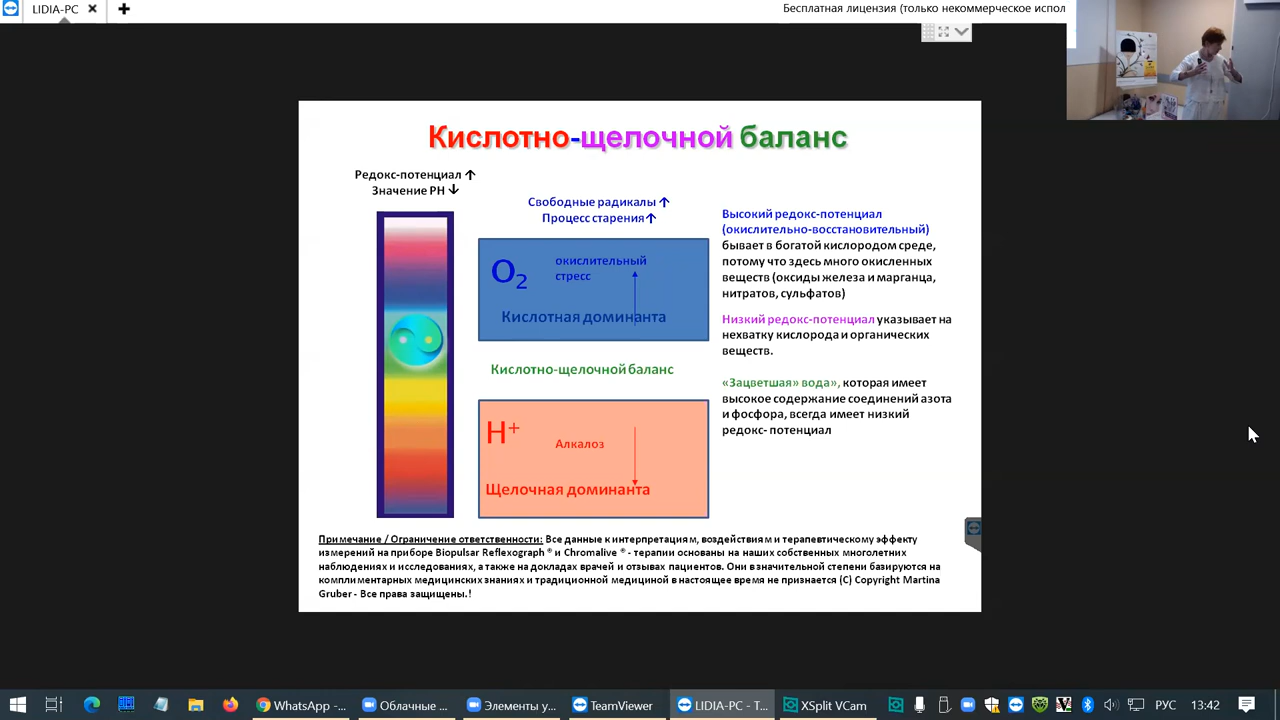 LIDIA-PC
Бесплатная лицензия (только некоммерческое испол
Кислотно-щелочной баланс
Редокс-потенциал ↑
Значение РН ↓
Свободные радикалы ↑
Процесс старения↑
O₂
окислительный
стресс
Кислотная доминанта
Кислотно-щелочной баланс
H⁺
Алкалоз
Щелочная доминанта
Высокий редокс-потенциал
(окислительно-восстановительный)
бывает в богатой кислородом среде,
потому что здесь много окисленных
веществ (оксиды железа и марганца,
нитратов, сульфатов)
Низкий редокс-потенциал указывает на
нехватку кислорода и органических
веществ.
«Зацветшая» вода», которая имеет
высокое содержание соединений азота
и фосфора, всегда имеет низкий
редокс- потенциал
Примечание / Ограничение ответственности: Все данные к интерпретациям, воздействиям и терапевтическому эффекту
измерений на приборе Biopulsar Reflexograph ® и Chromalive ® - терапии основаны на наших собственных многолетних
наблюдениях и исследованиях, а также на докладах врачей и отзывах пациентов. Они в значительной степени базируются на
комплиментарных медицинских знаниях и традиционной медициной в настоящее время не признается (C) Copyright Martina
Gruber - Все права защищены.!
WhatsApp -...
Облачные ...
Элементы у...
TeamViewer
LIDIA-PC - T...
XSplit VCam
РУС
13:42